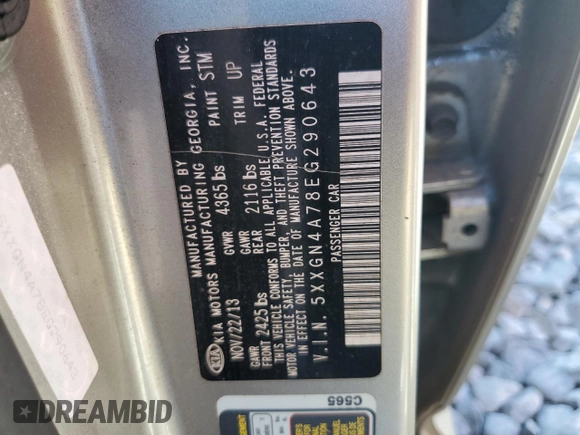 MANUFACTURED BY
KIA KIA MOTORS MANUFACTURING GEORGIA, INC.
NOV/22/13 GVWR 4365 lbs PAINT STM
GAWR FRONT 2425 lbs GAWR REAR 2116 lbs TRIM UP
THIS VEHICLE CONFORMS TO ALL APPLICABLE U.S.A. FEDERAL
MOTOR VEHICLE SAFETY, BUMPER, AND THEFT PREVENTION STANDARDS
IN EFFECT ON THE DATE OF MANUFACTURE SHOWN ABOVE.
V.I.N. 5XXGN4A78EG290643
PASSENGER CAR
C565
AUTOBIDMASTER